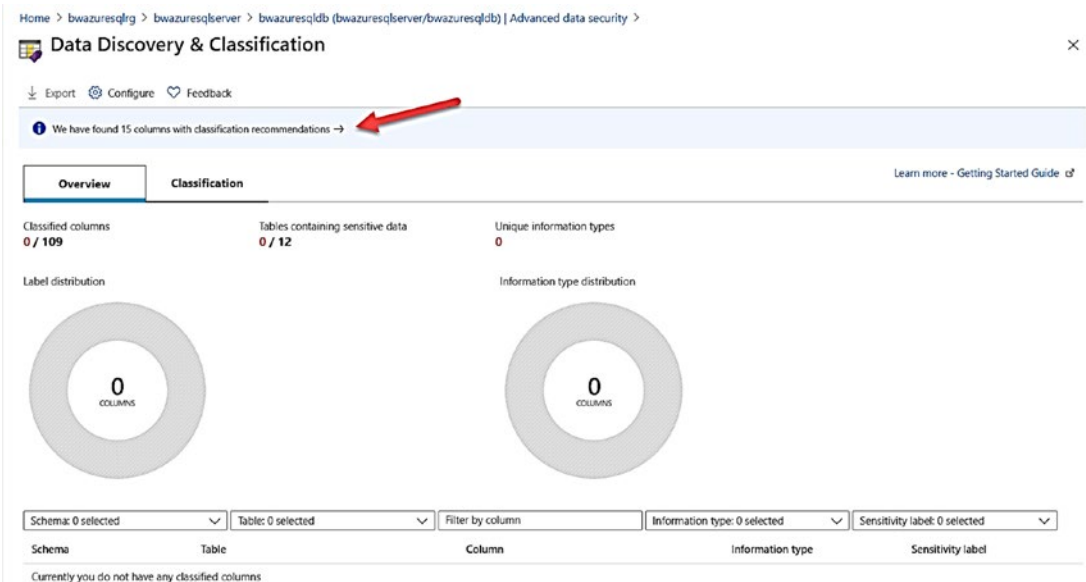 Home > bwazuresqlrg > bwazuresqlserver > bwazuresqldb (bwazuresqlserver/bwazuresqldb) | Advanced data security >
Data Discovery & Classification
Export Configure Feedback
We have found 15 columns with classification recommendations →
Overview Classification Learn more - Getting Started Guide
Classified columns Tables containing sensitive data Unique information types
0 / 109 0 / 12 0
Label distribution Information type distribution
0 0
COLUMNS COLUMNS
Schema: 0 selected Table: 0 selected Filter by column Information type: 0 selected Sensitivity label: 0 selected
Schema Table Column Information type Sensitivity label
Currently you do not have any classified columns